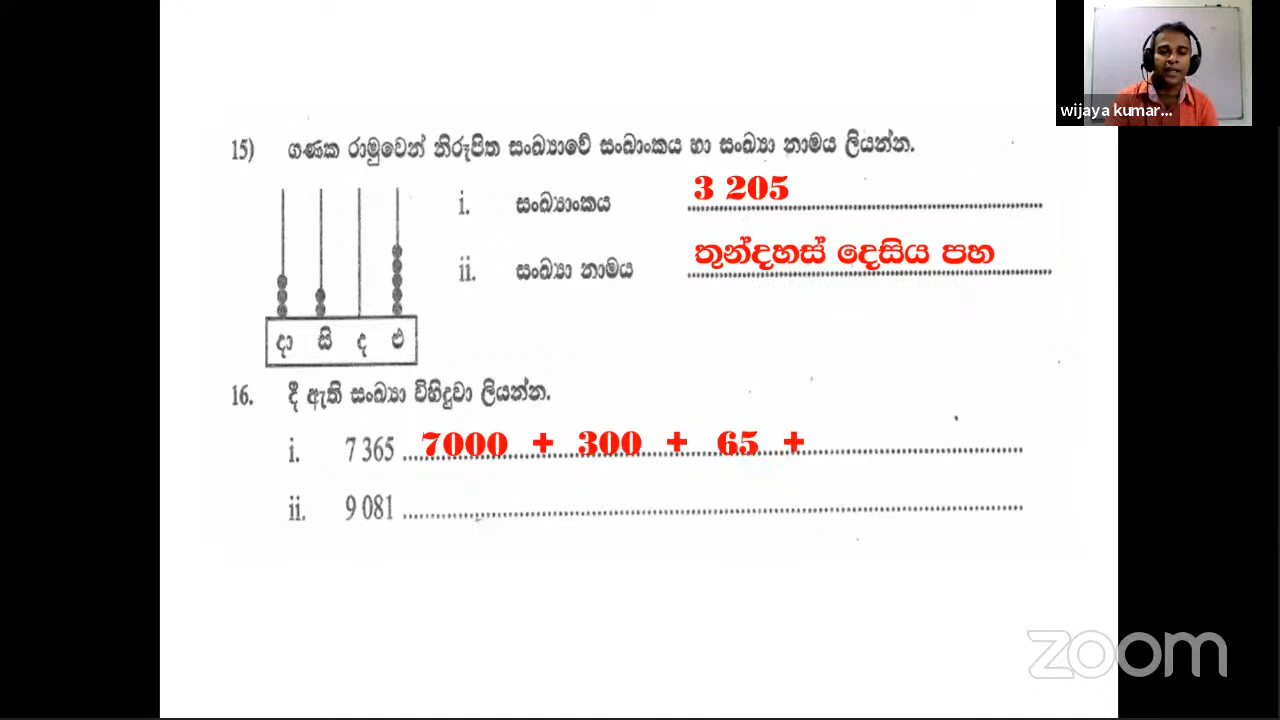 wijaya kumar...
15) ගණක රාමුවෙන් නිරූපිත සංඛ්‍යාවේ සංඛාංකය හා සංඛ්‍යා නාමය ලියන්න.
i. සංඛ්‍යාංකය 3 205
ii. සංඛ්‍යා නාමය තුන්දහස් දෙසිය පහ
දා සි ද එ
16. දී ඇති සංඛ්‍යා විහිදුවා ලියන්න.
i. 7 365 7000 + 300 + 65 +
ii. 9 081
zoom